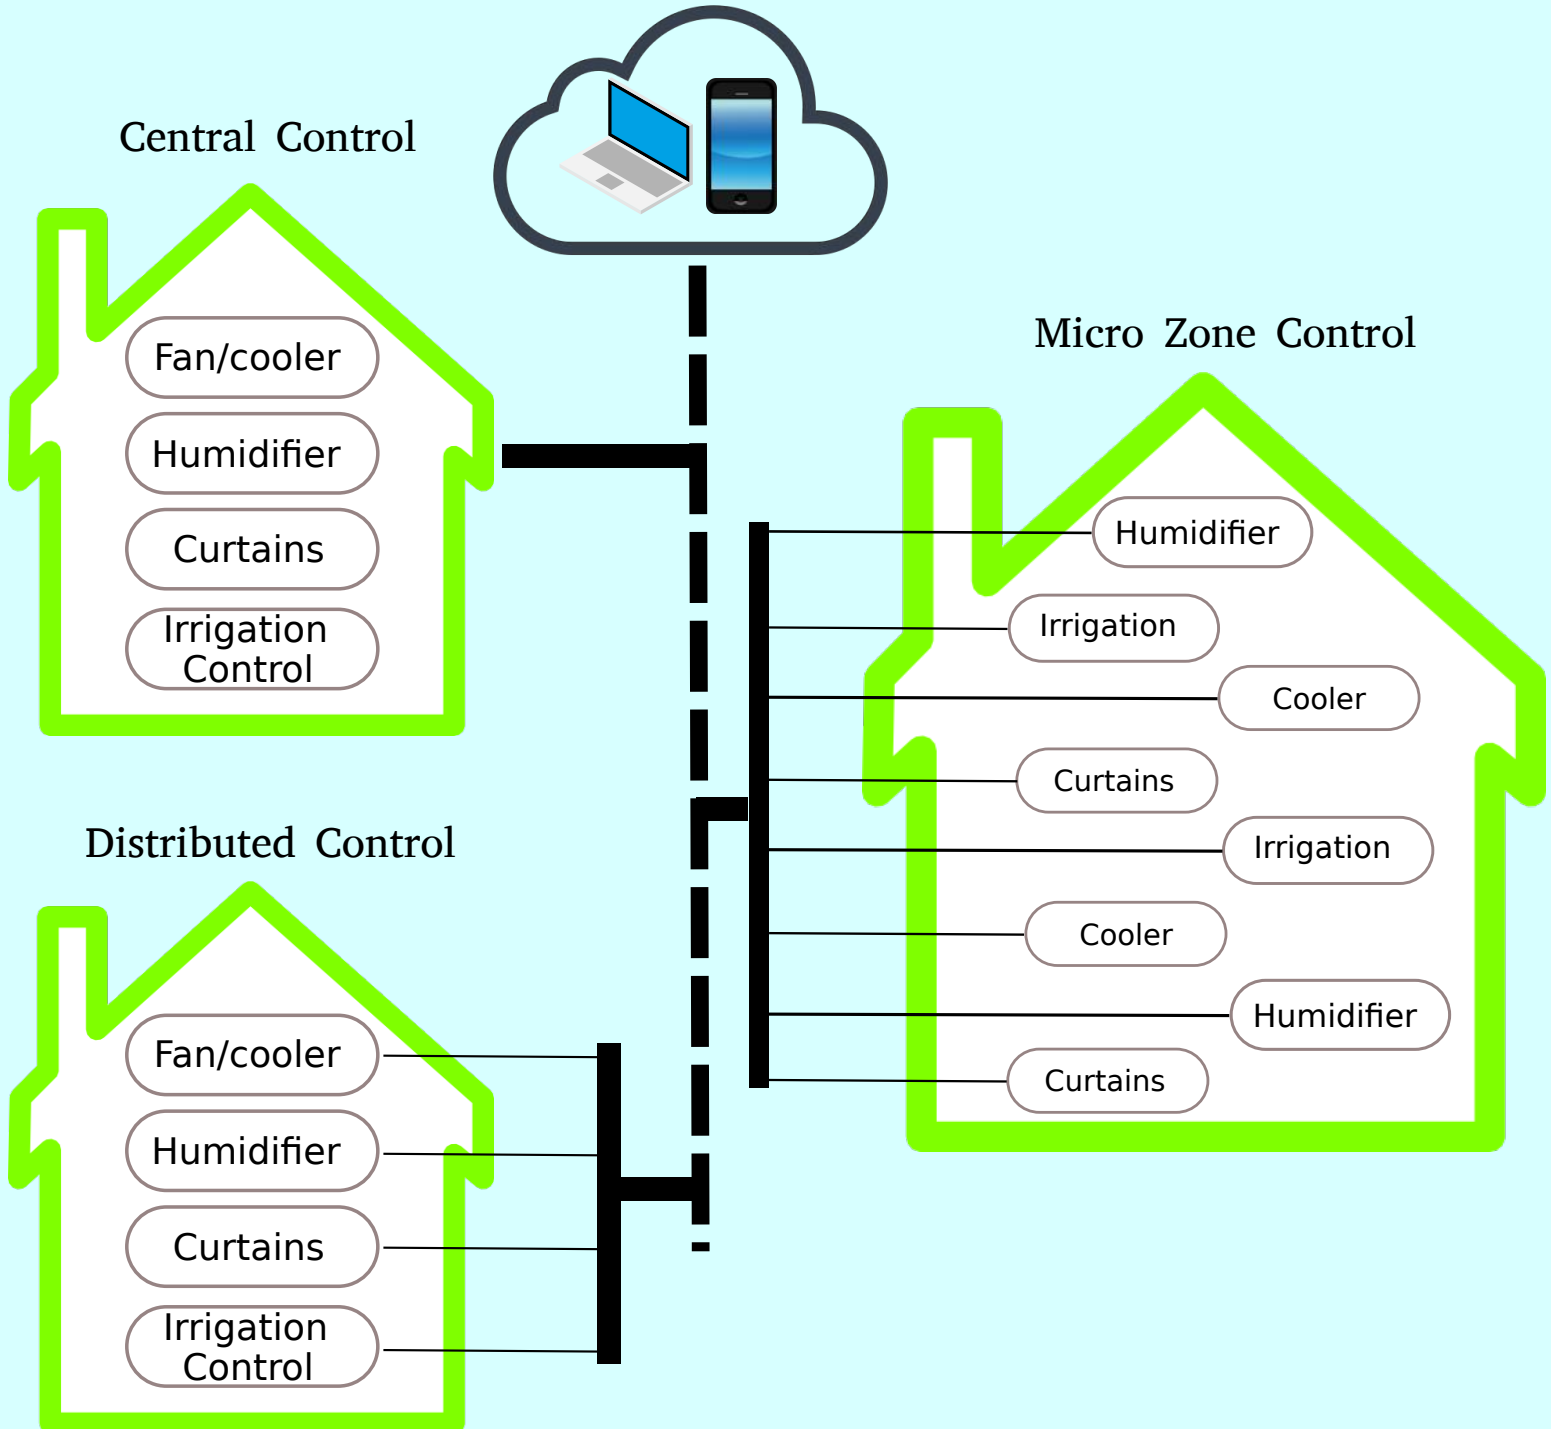 Central Control
Fan/cooler
Humidifier
Curtains
Irrigation
Control
Micro Zone Control
Humidifier
Irrigation
Cooler
Curtains
Irrigation
Cooler
Humidifier
Curtains
Distributed Control
Fan/cooler
Humidifier
Curtains
Irrigation
Control